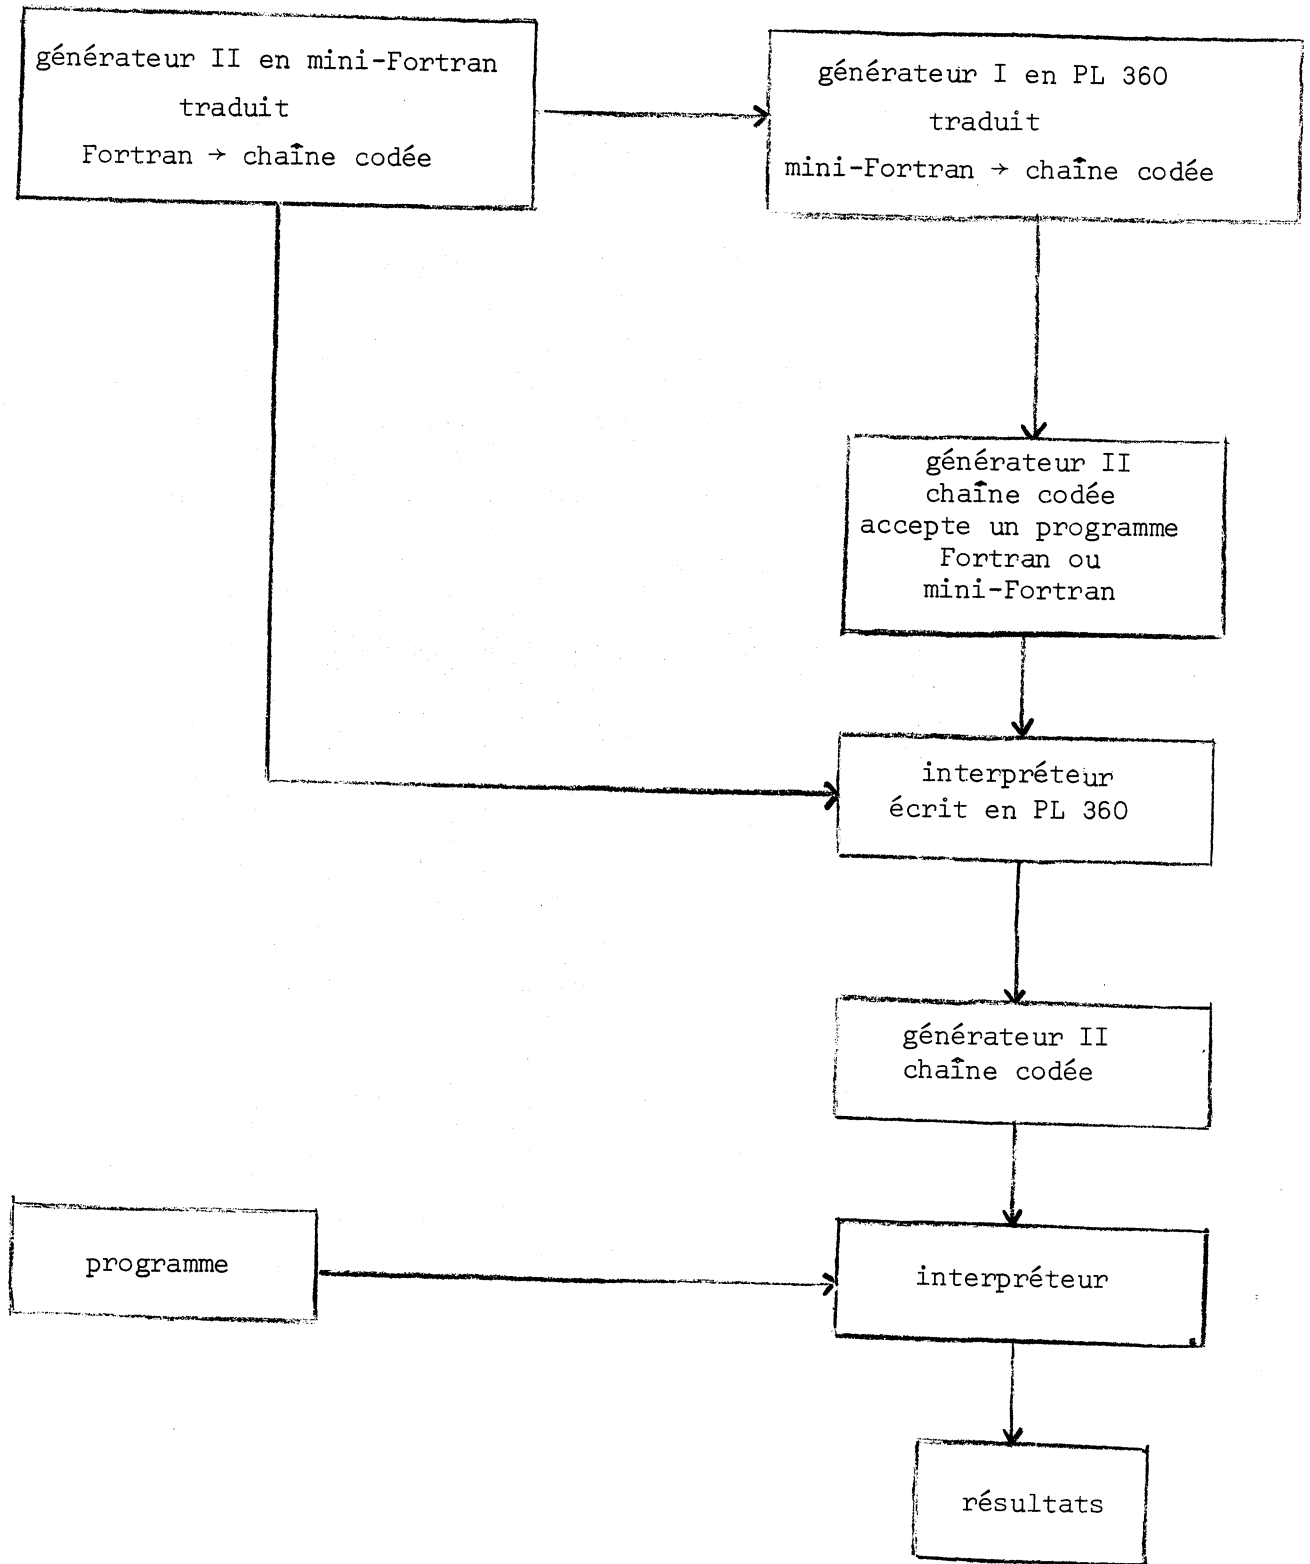 générateur II en mini-Fortran
traduit
Fortran → chaîne codée
générateur I en PL 360
traduit
mini-Fortran → chaîne codée
générateur II
chaîne codée
accepte un programme
Fortran ou
mini-Fortran
interpréteur
écrit en PL 360
générateur II
chaîne codée
programme
interpréteur
résultats